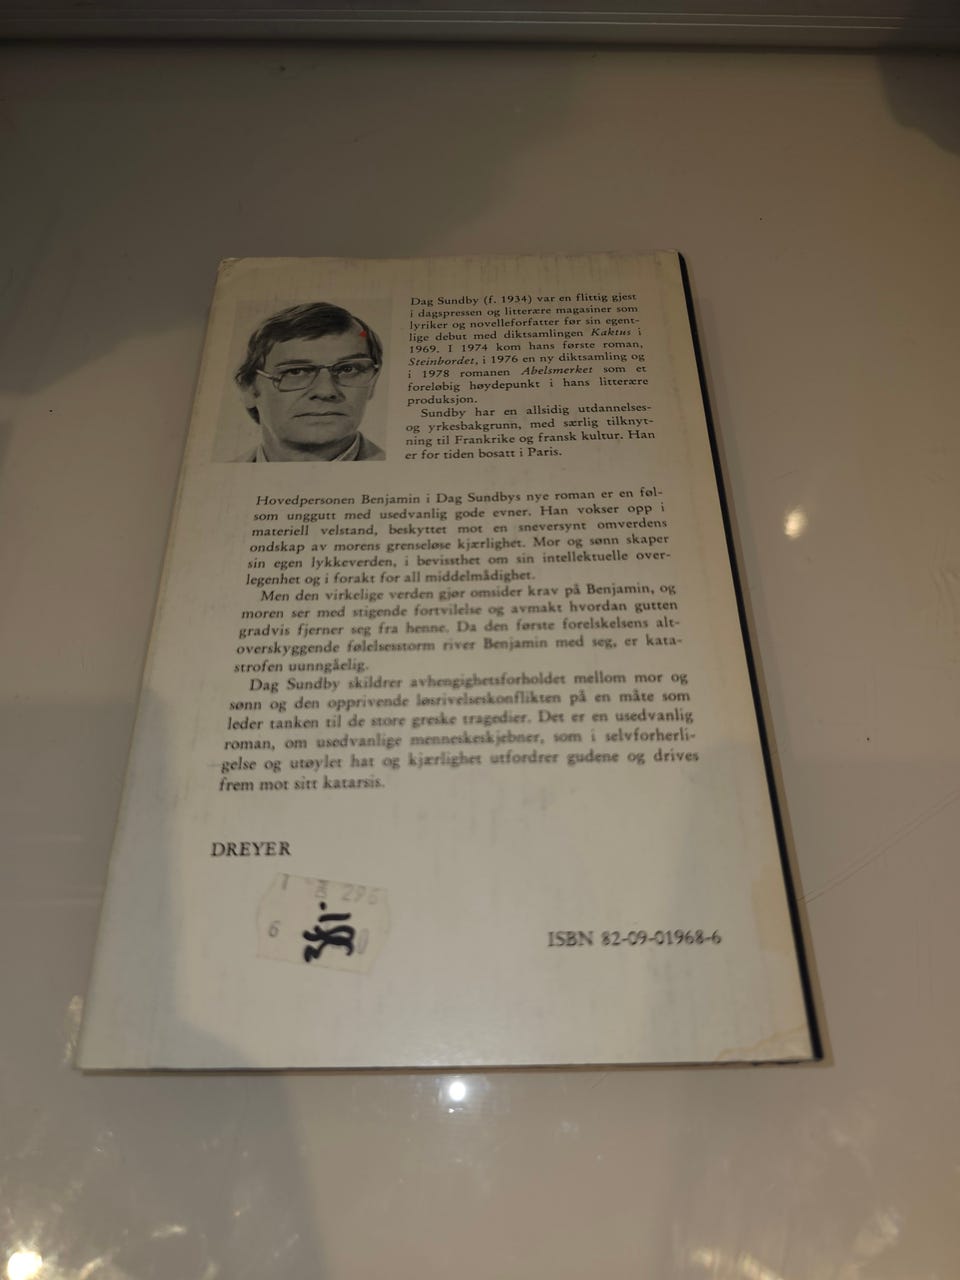 Dag Sundby (f. 1934) var en flittig gjest
i dagspressen og litterære magasiner som
lyriker og novelleforfatter før sin egent-
lige debut med diktsamlingen Kaktus i
1969. I 1974 kom hans første roman,
Steinbordet, i 1976 en ny diktsamling og
i 1978 romanen Abelsmerket som et
foreløbig høydepunkt i hans litterære
produksjon.
Sundby har en allsidig utdannelses-
og yrkesbakgrunn, med særlig tilknyt-
ning til Frankrike og fransk kultur. Han
er for tiden bosatt i Paris.
Hovedpersonen Benjamin i Dag Sundbys nye roman er en føl-
som unggutt med usedvanlig gode evner. Han vokser opp i
materiell velstand, beskyttet mot en sneversynt omverdens
ondskap av morens grenseløse kjærlighet. Mor og sønn skaper
sin egen lykkeverden, i bevissthet om sin intellektuelle over-
legenhet og i forakt for all middelmådighet.
Men den virkelige verden gjør omsider krav på Benjamin, og
moren ser med stigende fortvilelse og avmakt hvordan gutten
gradvis fjerner seg fra henne. Da den første forelskelsens alt-
overskyggende følelsesstorm river Benjamin med seg, er kata-
strofen uunngåelig.
Dag Sundby skildrer avhengighetsforholdet mellom mor og
sønn og den opprivende løsrivelseskonflikten på en måte som
leder tanken til de store greske tragedier. Det er en usedvanlig
roman, om usedvanlige menneskeskjebner, som i selvforherli-
gelse og utøylet hat og kjærlighet utfordrer gudene og drives
frem mot sitt katarsis.
DREYER
296
6
ISBN 82-09-01968-6